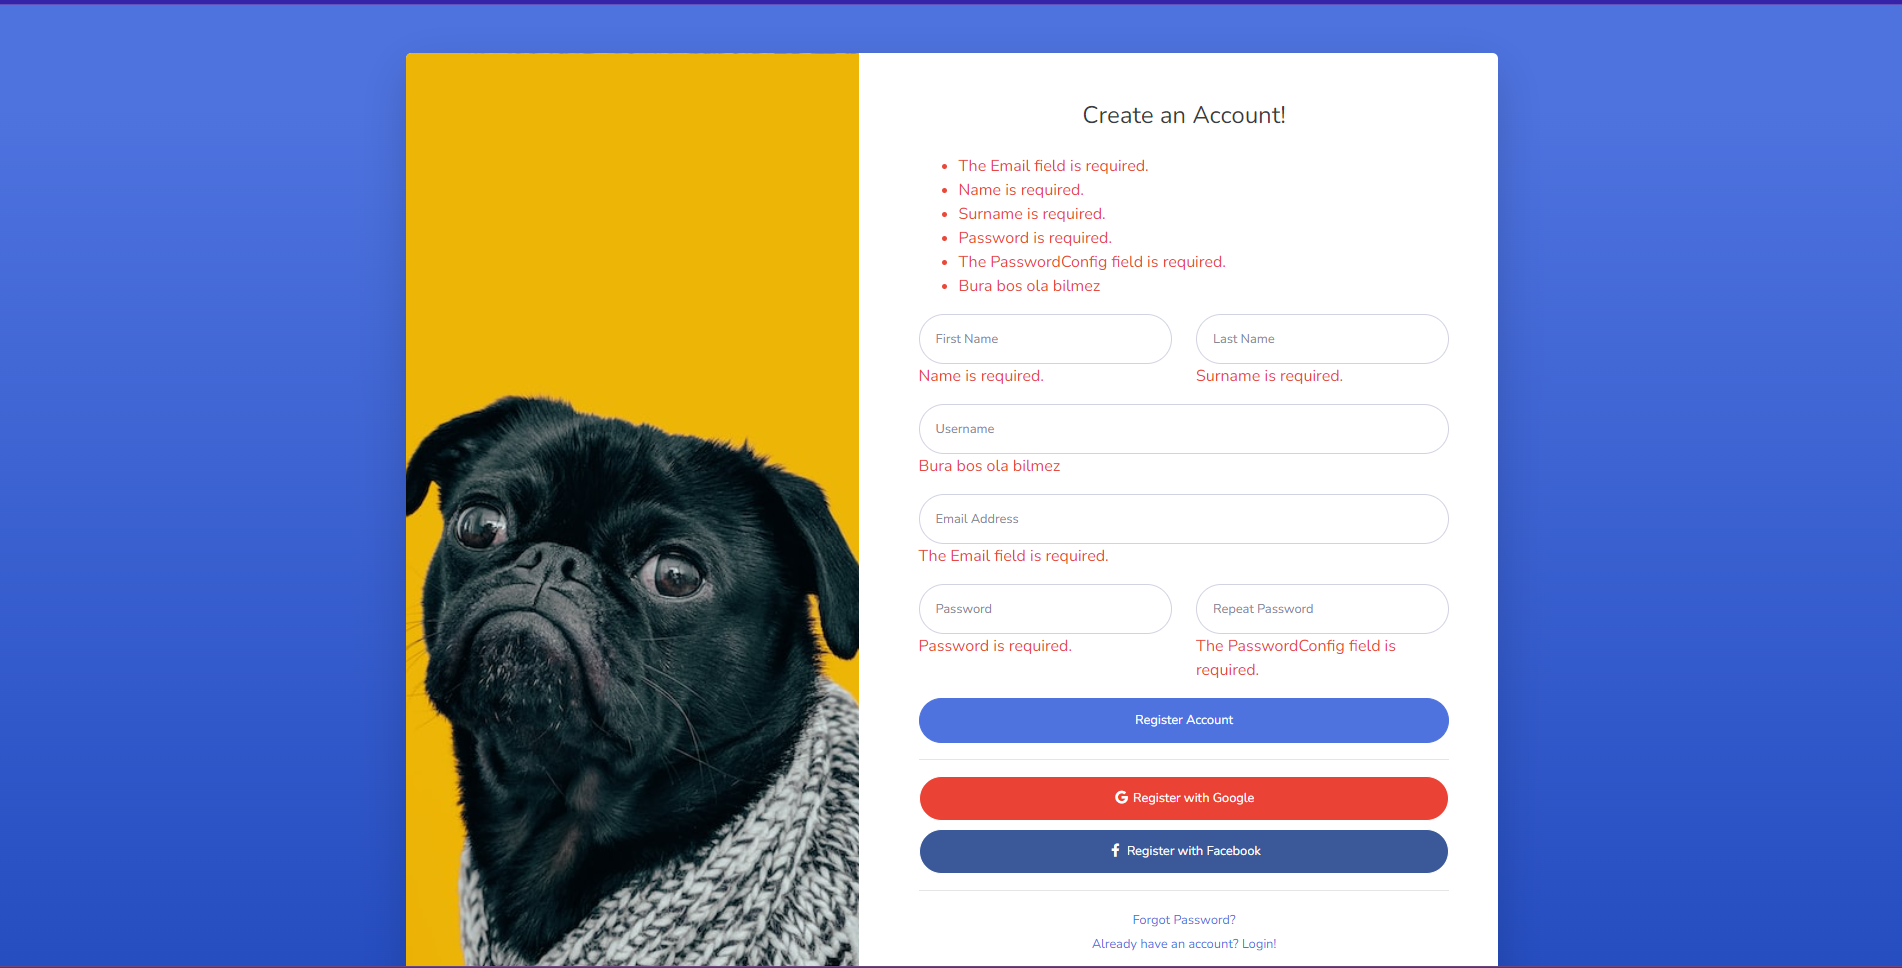 Create an Account!
The Email field is required.
Name is required.
Surname is required.
Password is required.
The PasswordConfig field is required.
Bura bos ola bilmez
First Name
Last Name
Name is required.
Surname is required.
Username
Bura bos ola bilmez
Email Address
The Email field is required.
Password
Repeat Password
Password is required.
The PasswordConfig field is
required.
Register Account
Register with Google
Register with Facebook
Forgot Password?
Already have an account? Login!